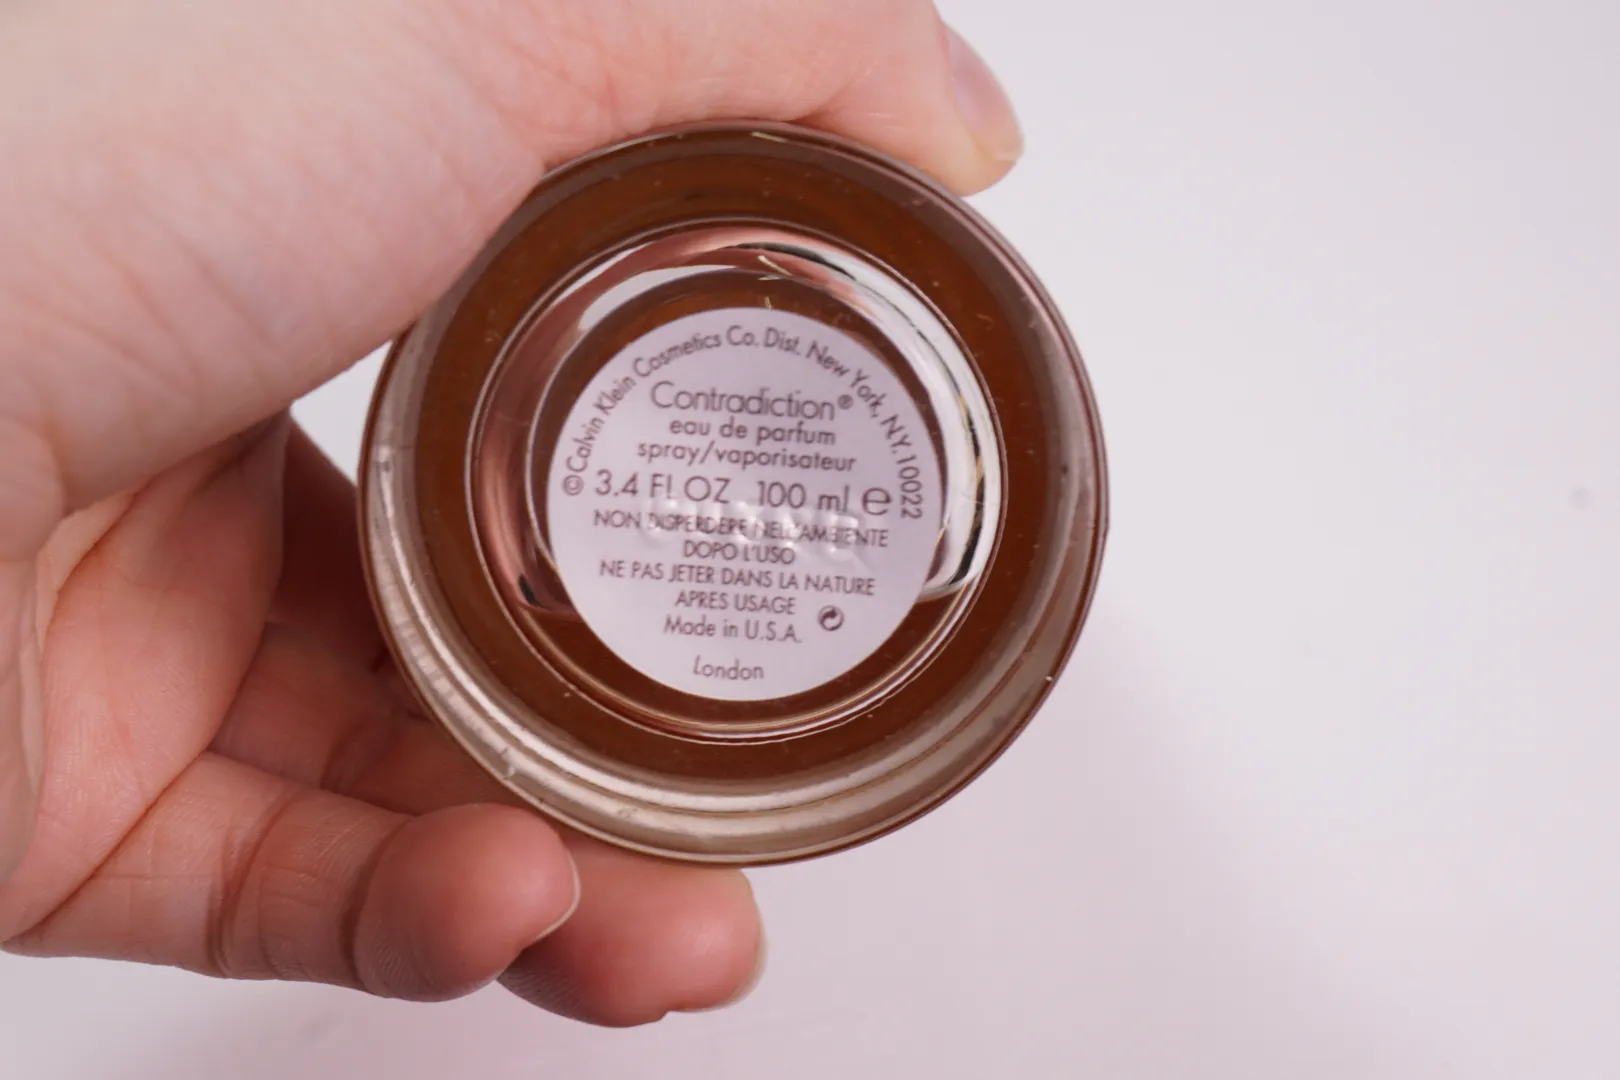 ©Calvin Klein Cosmetics Co. Dist. New York, N.Y. 10022
Contradiction®
eau de parfum
spray/vaporisateur
3.4 FL OZ 100 ml ℮
NON DISPERDERE NELL'AMBIENTE
DOPO L'USO
NE PAS JETER DANS LA NATURE
APRES USAGE
Made in U.S.A.
London